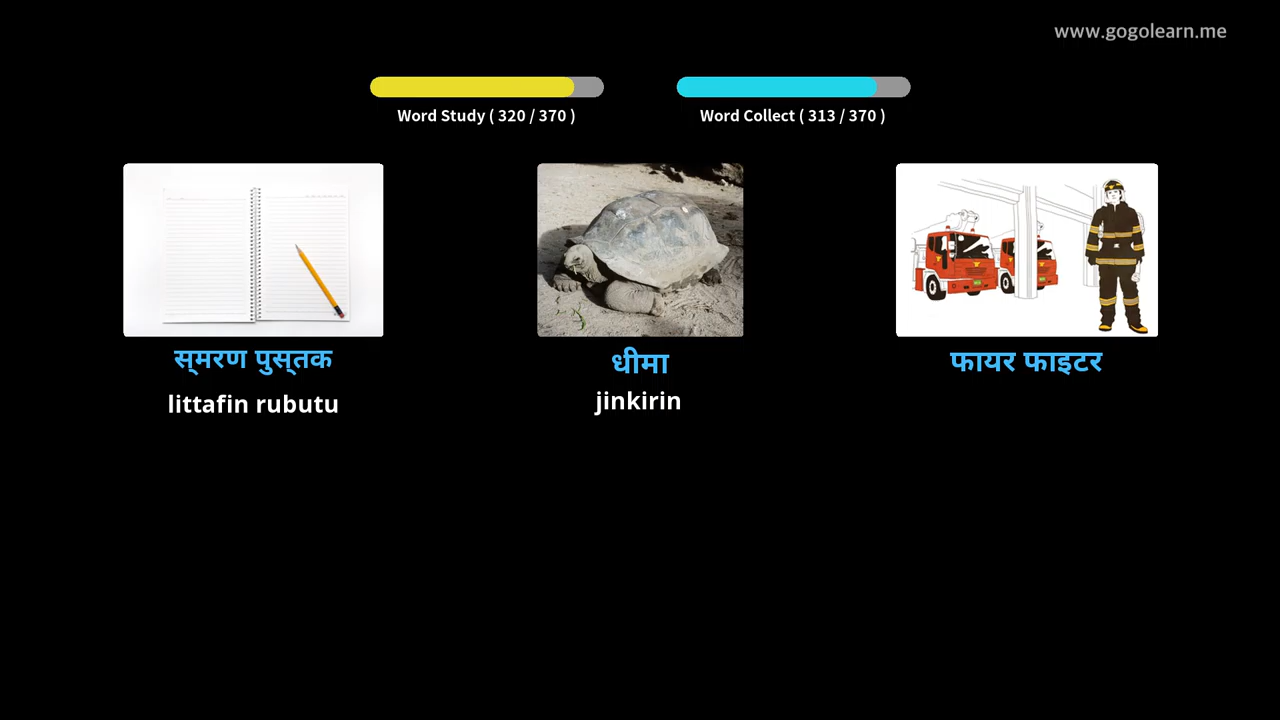 www.gogolearn.me
Word Study ( 320 / 370 )
Word Collect ( 313 / 370 )
स्मरण पुस्तक
धीमा
फायर फाइटर
littafin rubutu
jinkirin